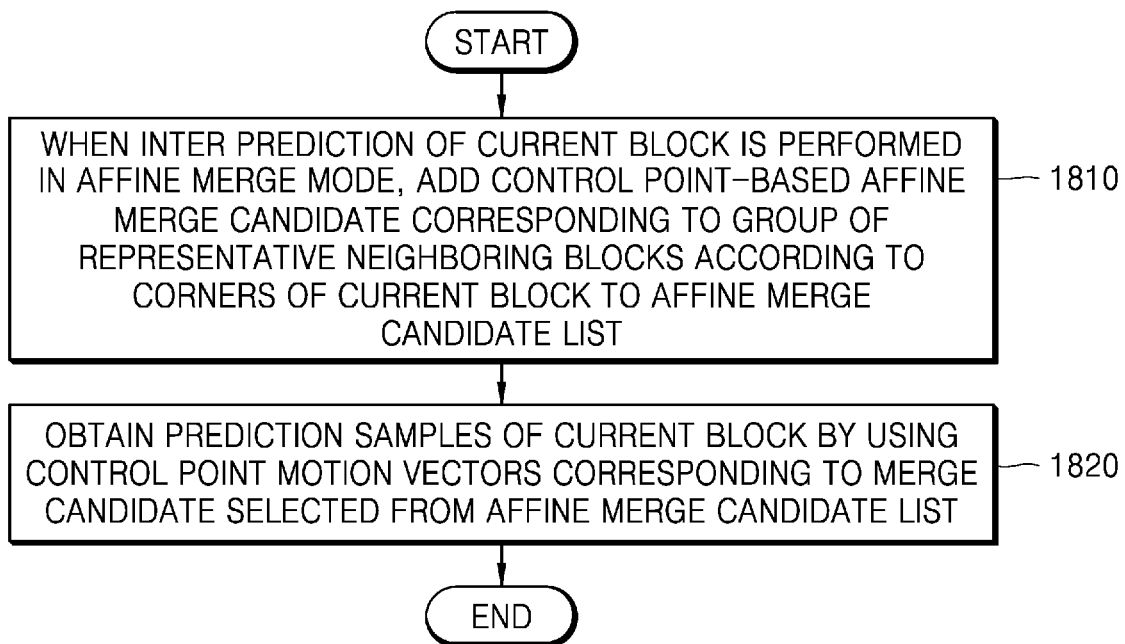 START
WHEN INTER PREDICTION OF CURRENT BLOCK IS PERFORMED
IN AFFINE MERGE MODE, ADD CONTROL POINT-BASED AFFINE
MERGE CANDIDATE CORRESPONDING TO GROUP OF
REPRESENTATIVE NEIGHBORING BLOCKS ACCORDING TO
CORNERS OF CURRENT BLOCK TO AFFINE MERGE
CANDIDATE LIST
1810
OBTAIN PREDICTION SAMPLES OF CURRENT BLOCK BY USING
CONTROL POINT MOTION VECTORS CORRESPONDING TO MERGE
CANDIDATE SELECTED FROM AFFINE MERGE CANDIDATE LIST
1820
END